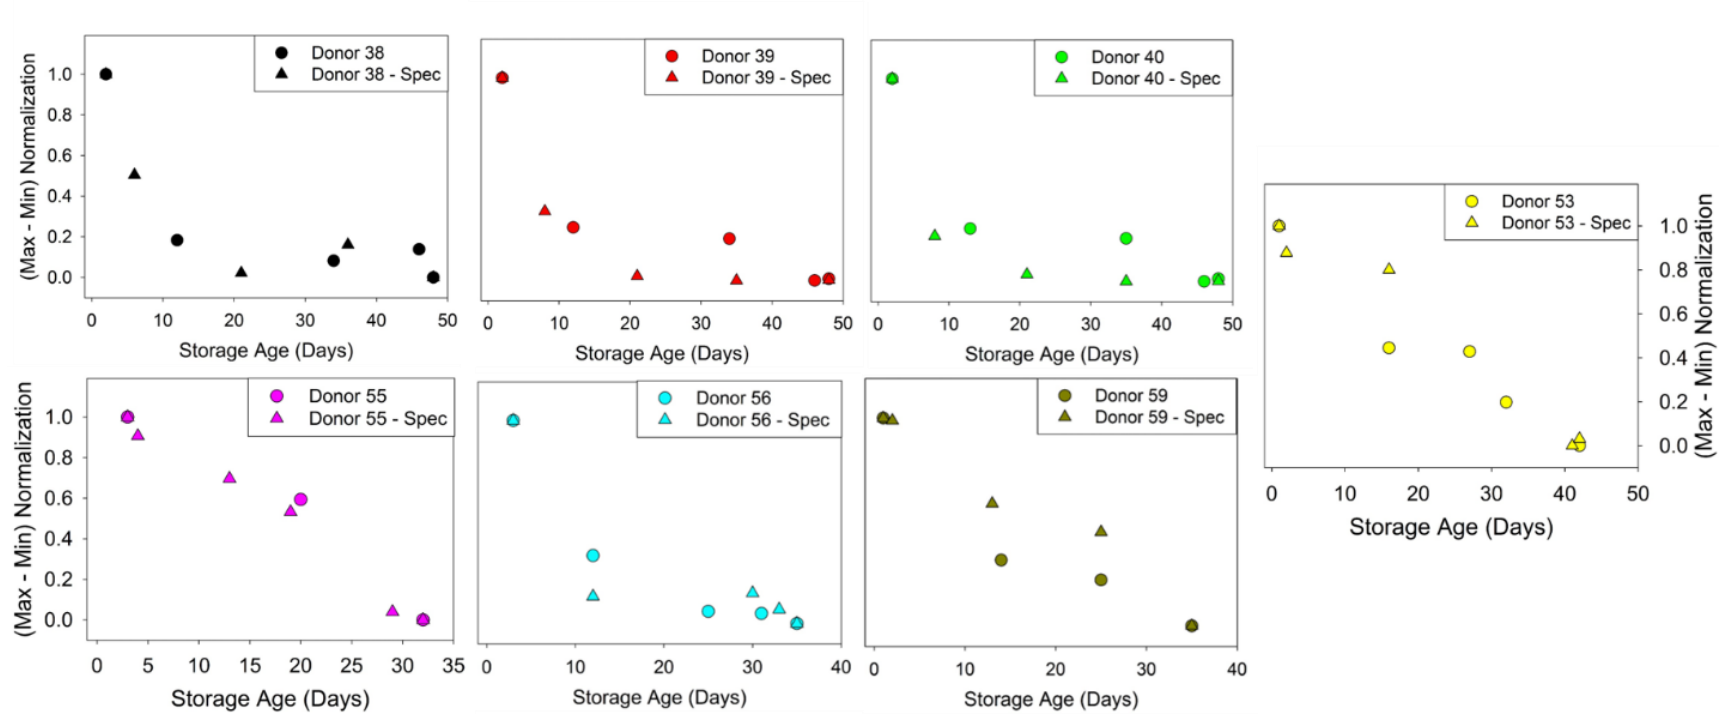 Donor 38
Donor 38 - Spec
(Max - Min) Normalization
1.0
0.8
0.6
0.4
0.2
0.0
0 10 20 30 40 50
Storage Age (Days)
Donor 39
Donor 39 - Spec
0 10 20 30 40 50
Storage Age (Days)
Donor 40
Donor 40 - Spec
0 10 20 30 40 50
Storage Age (Days)
Donor 53
Donor 53 - Spec
1.0
0.8
0.6
0.4
0.2
0.0
(Max - Min) Normalization
0 10 20 30 40 50
Storage Age (Days)
Donor 55
Donor 55 - Spec
(Max - Min) Normalization
1.0
0.8
0.6
0.4
0.2
0.0
0 5 10 15 20 25 30 35
Storage Age (Days)
Donor 56
Donor 56 - Spec
0 10 20 30 40
Storage Age (Days)
Donor 59
Donor 59 - Spec
0 10 20 30 40
Storage Age (Days)